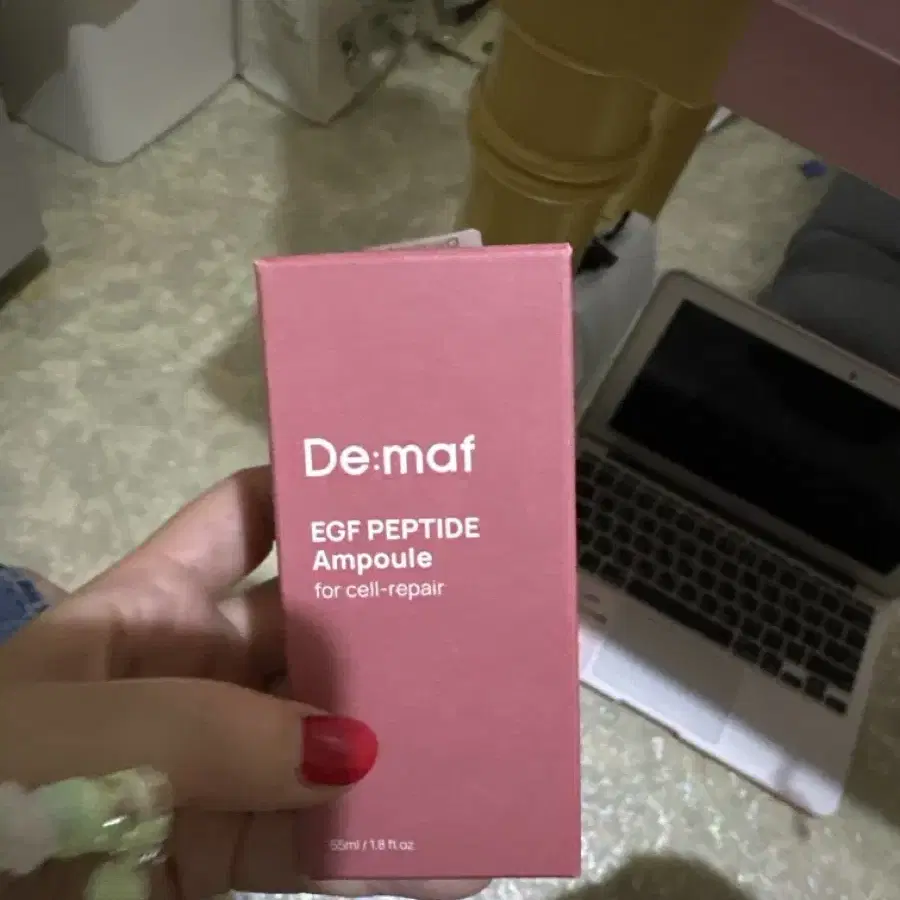 De:maf
EGF PEPTIDE
Ampoule
for cell-repair
55ml / 1.8 fl.oz